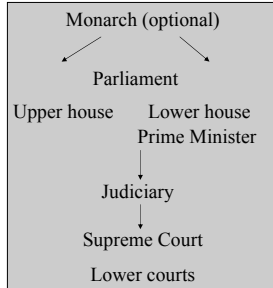 Monarch (optional)
Parliament
Upper house Lower house
Prime Minister
Judiciary
Supreme Court
Lower courts